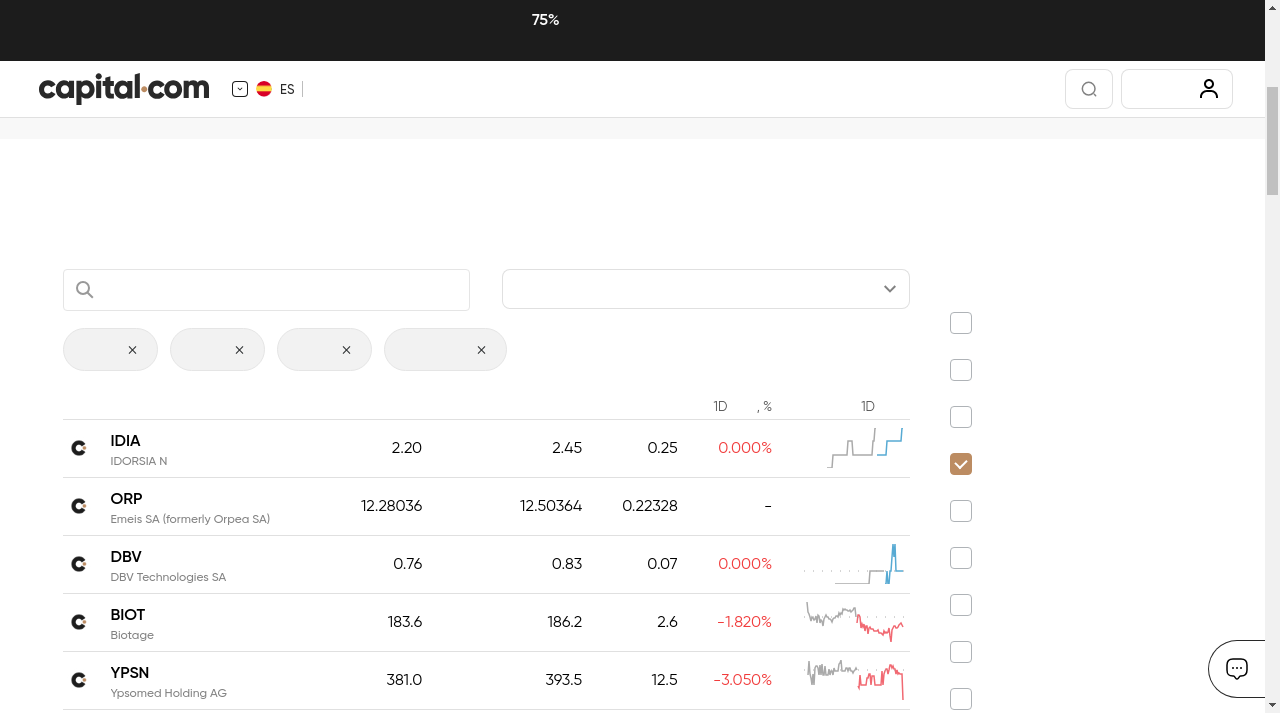 75%
capital.com
ES
1D , % 1D
IDIA 2.20 2.45 0.25 0.000%
IDORSIA N
ORP 12.28036 12.50364 0.22328 -
Emeis SA (formerly Orpea SA)
DBV 0.76 0.83 0.07 0.000%
DBV Technologies SA
BIOT 183.6 186.2 2.6 -1.820%
Biotage
YPSN 381.0 393.5 12.5 -3.050%
Ypsomed Holding AG